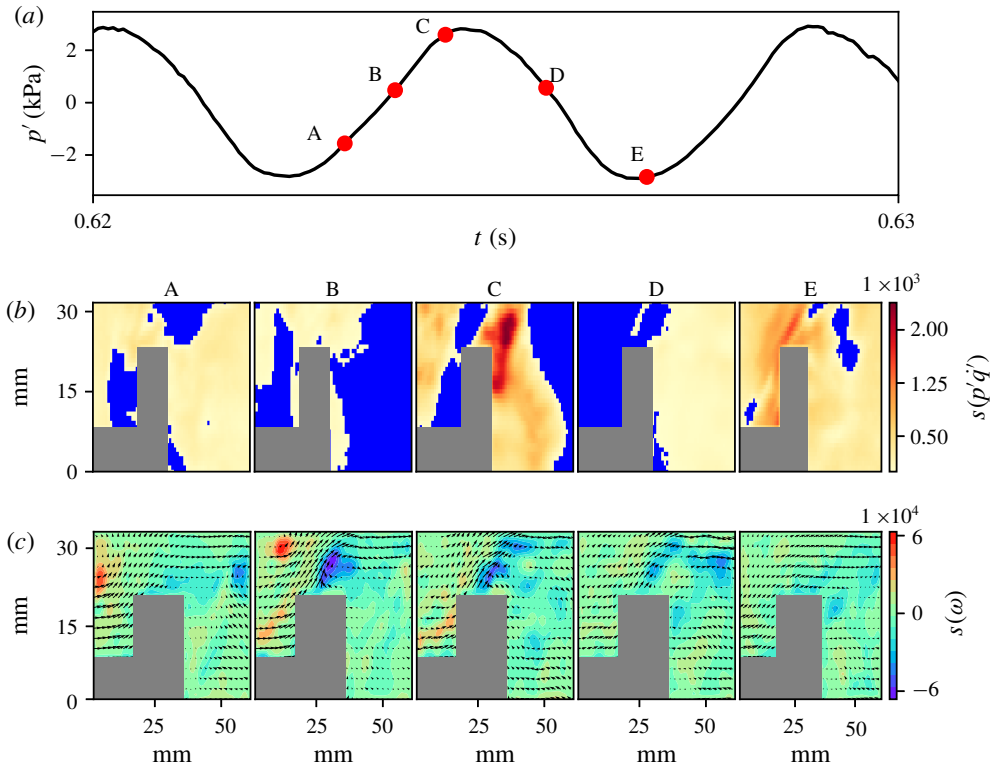 (a)
p′ (kPa)
2
0
−2
A
B
C
D
E
0.62
0.63
t (s)
(b)
A
B
C
D
E
1 × 10³
mm
30
15
0
2.00
1.25
0.50
s(p′q̇′)
(c)
1 × 10⁴
mm
30
15
0
6
0
−6
s(ω)
25 50 25 50 25 50 25 50 25 50
mm mm mm mm mm